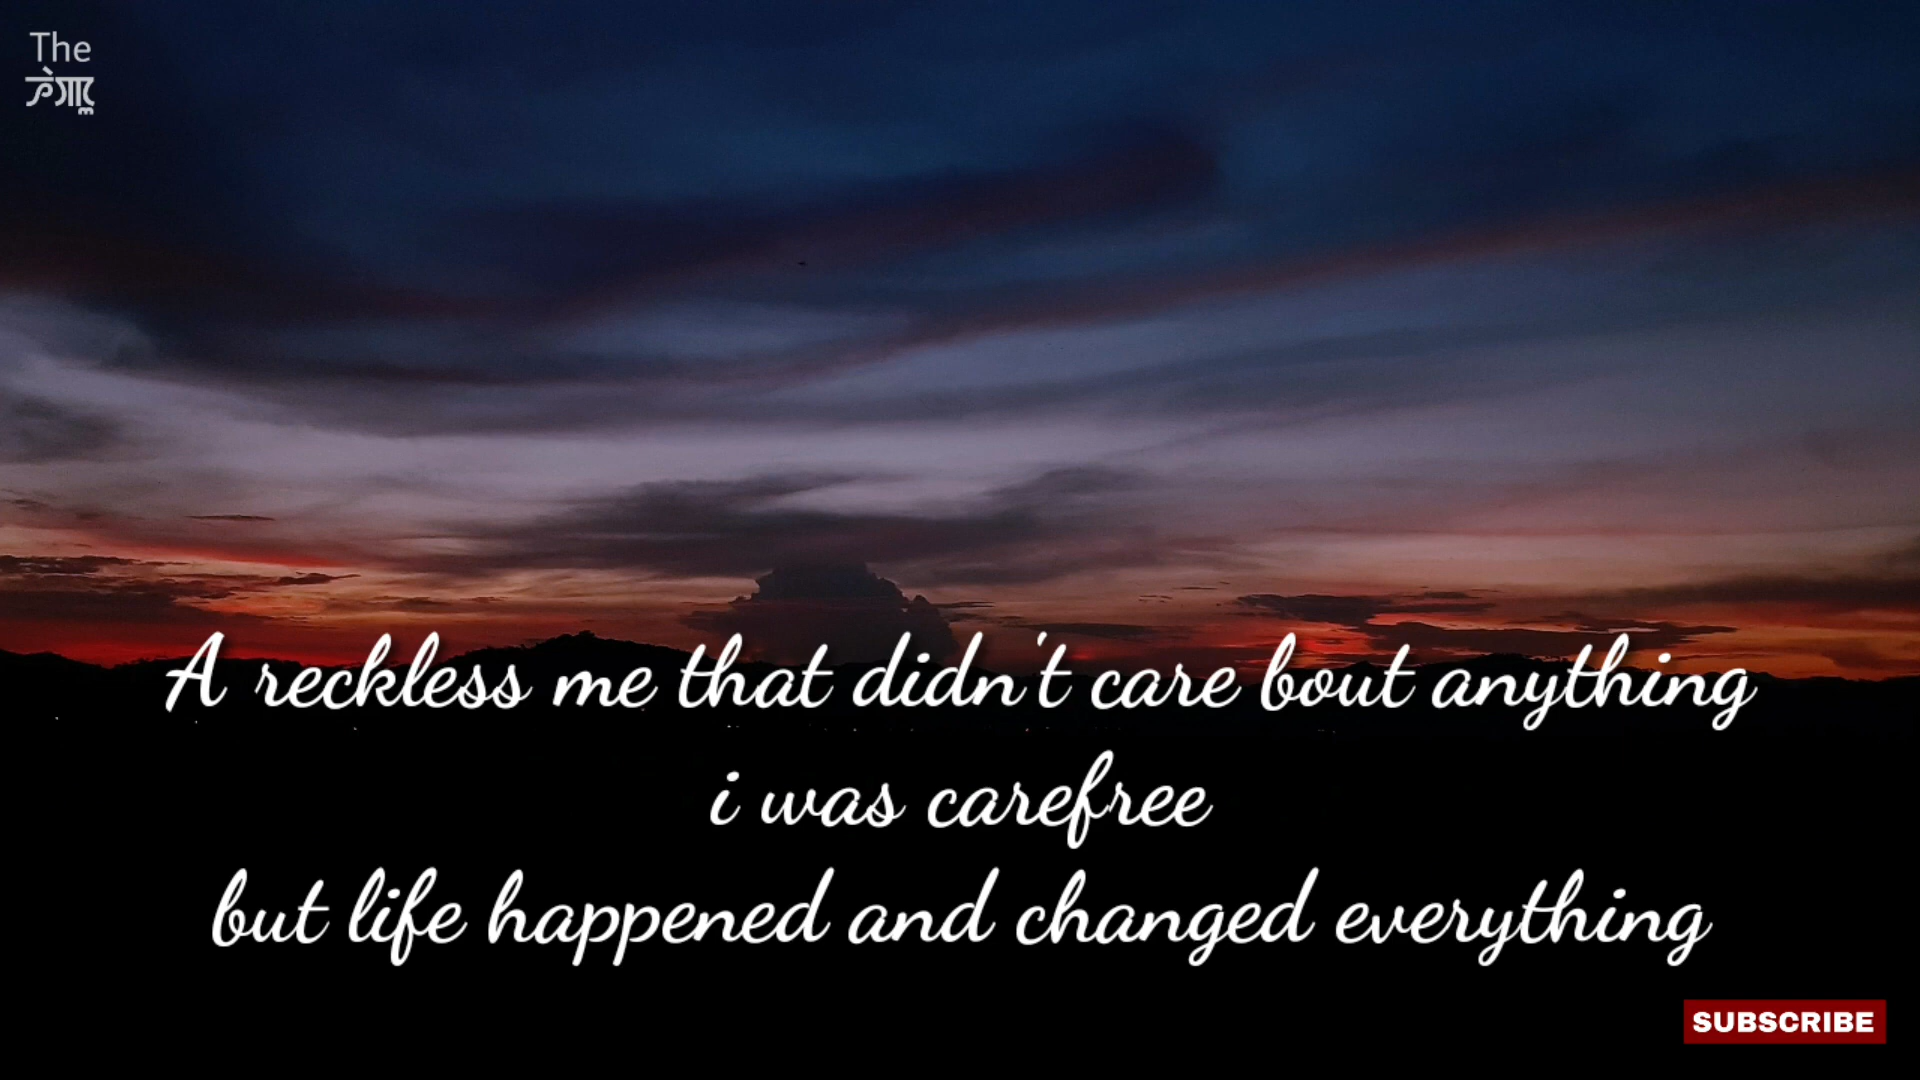 The
A reckless me that didn't care bout anything
i was carefree
but life happened and changed everything
SUBSCRIBE